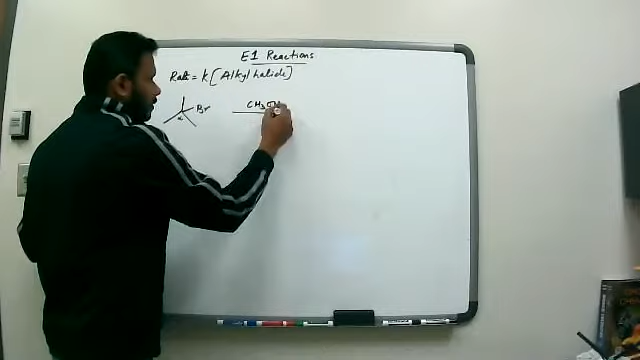 E1 Reactions
Rate = K [Alkyl halide]
Br
CH3OH